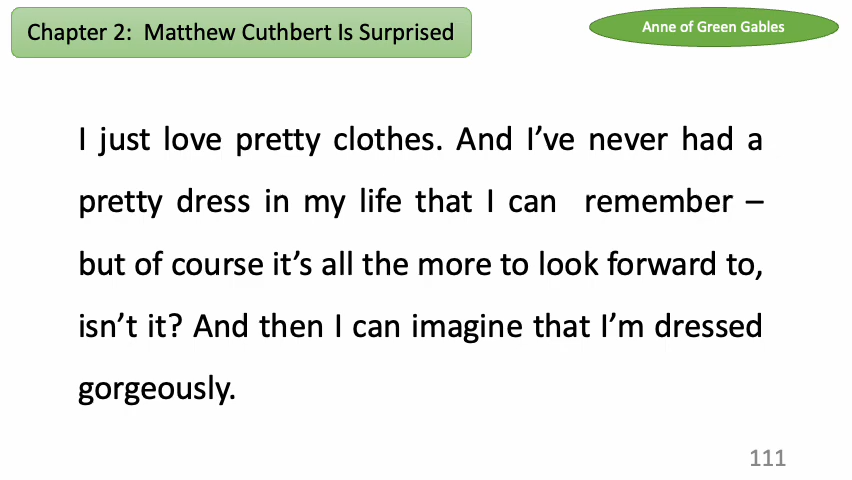 Chapter 2:  Matthew Cuthbert Is Surprised
Anne of Green Gables
I just love pretty clothes. And I’ve never had a
pretty dress in my life that I can  remember –
but of course it’s all the more to look forward to,
isn’t it? And then I can imagine that I’m dressed
gorgeously.
111